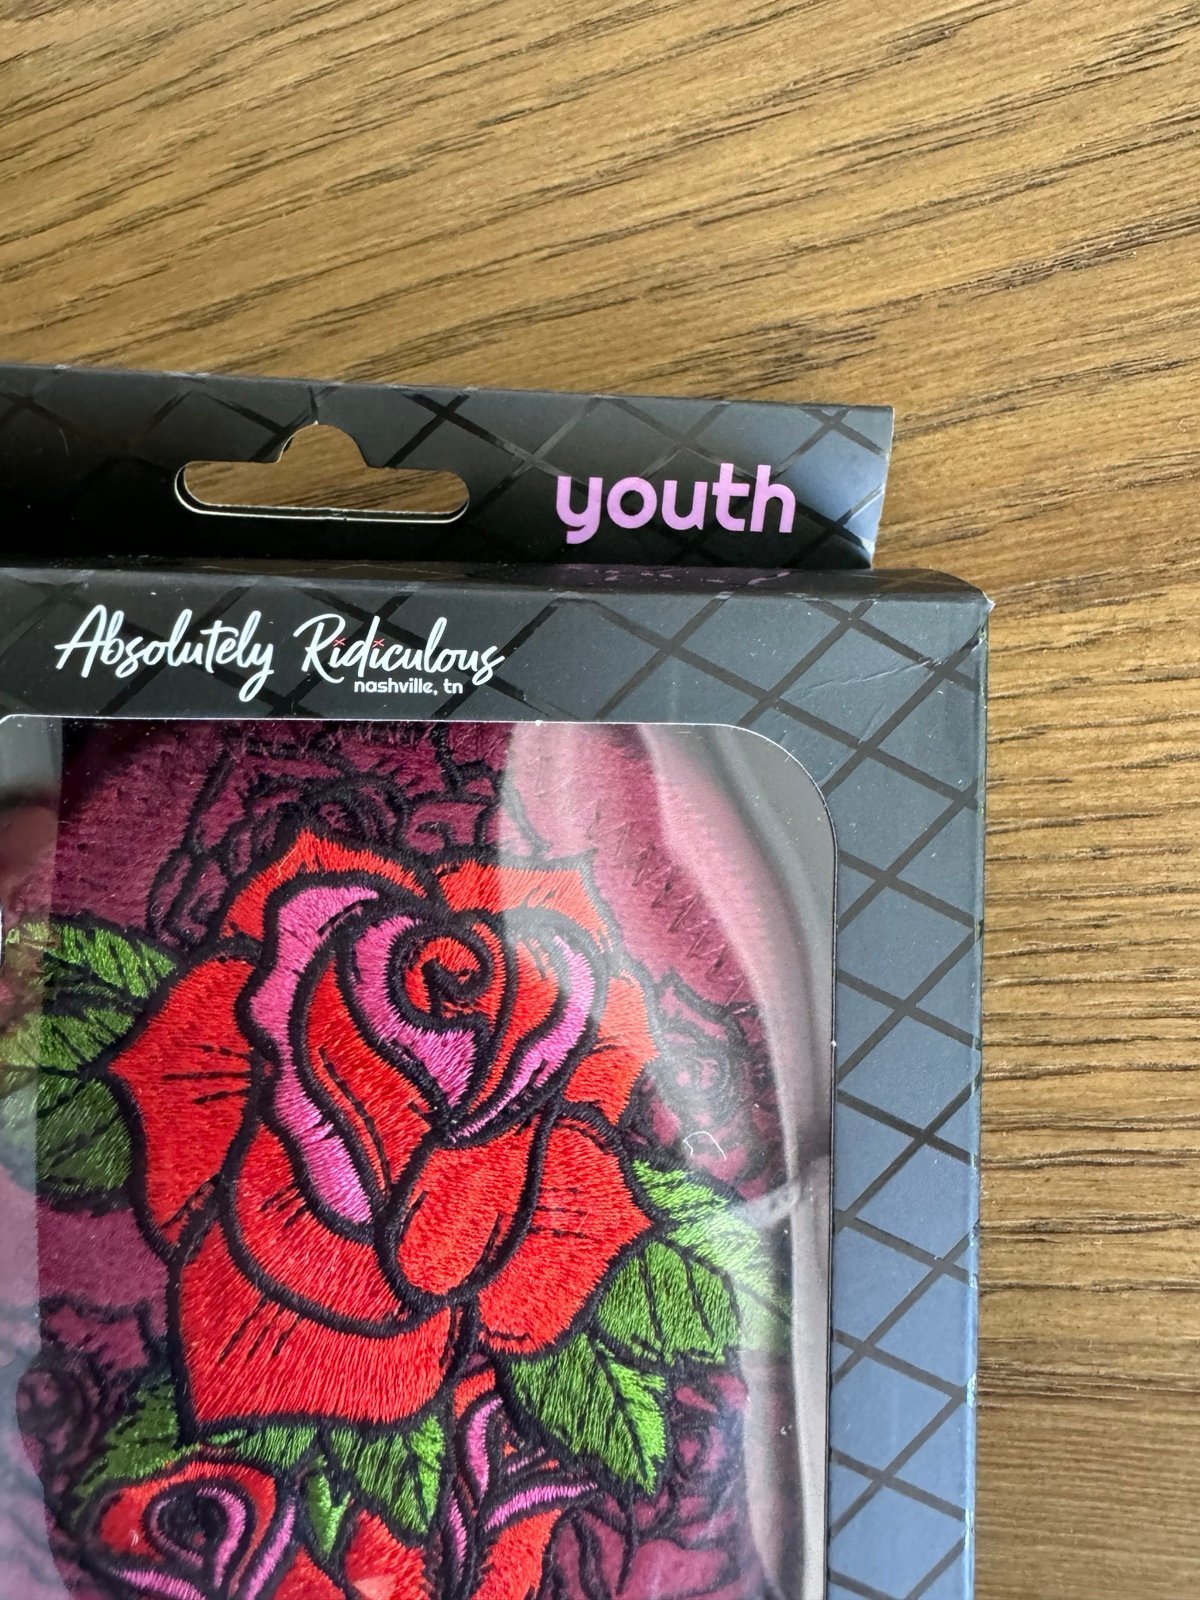 youth
Absolutely Ridiculous
nashville, tn